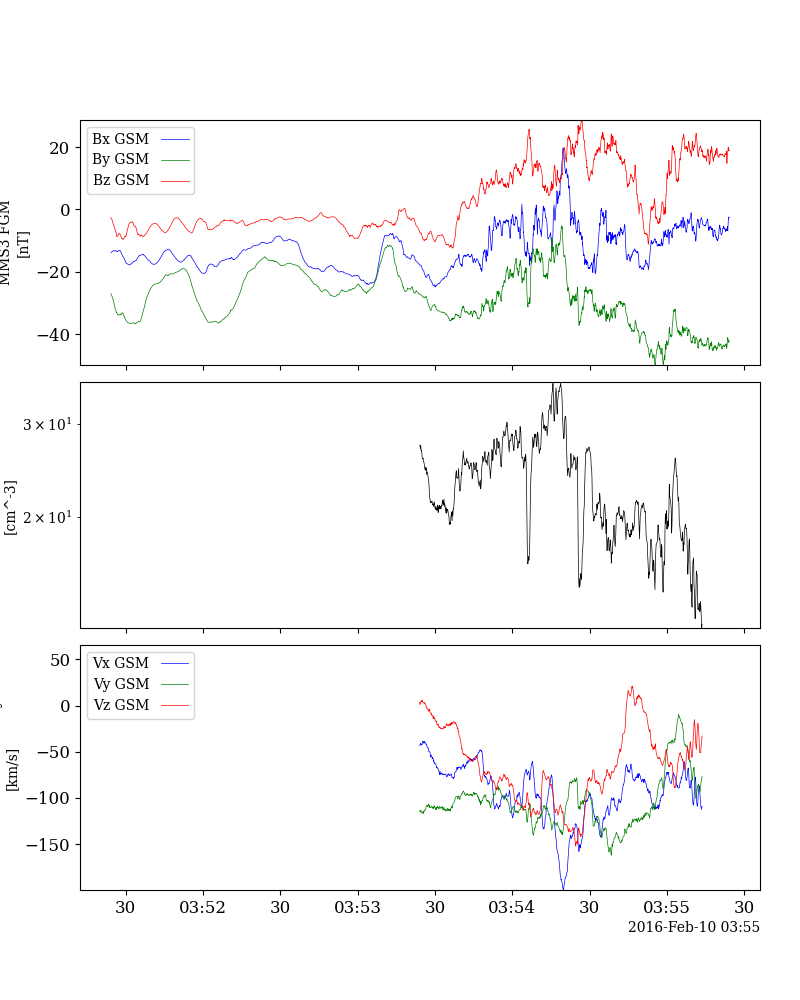 MMS3 FGM
[nT]
Bx GSM
By GSM
Bz GSM
20
0
−20
−40
[cm^-3]
3 × 10¹
2 × 10¹
[km/s]
Vx GSM
Vy GSM
Vz GSM
50
0
−50
−100
−150
30 03:52 30 03:53 30 03:54 30 03:55 30
2016-Feb-10 03:55